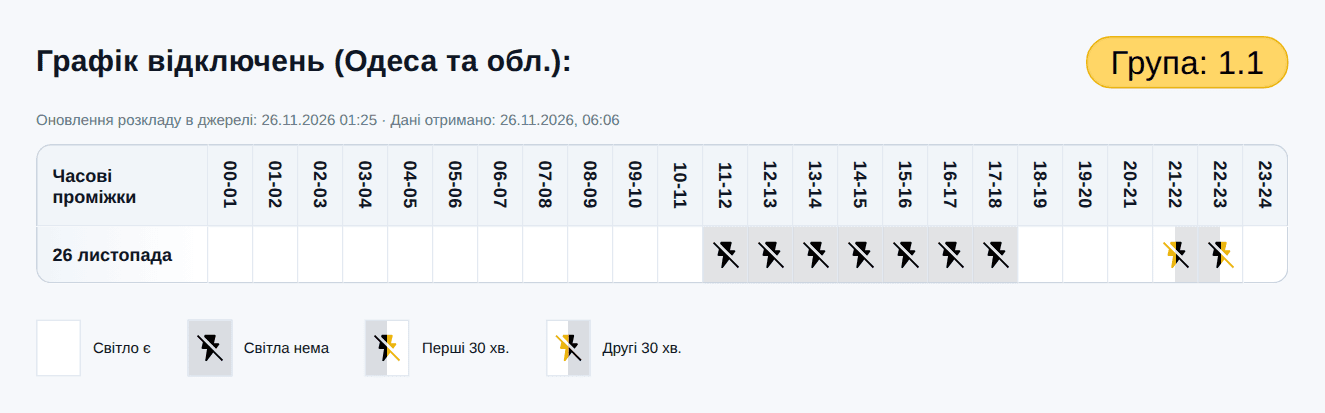 Графік відключень (Одеса та обл.):
Група: 1.1
Оновлення розкладу в джерелі: 26.11.2026 01:25 · Дані отримано: 26.11.2026, 06:06
Часові
проміжки
00-01
01-02
02-03
03-04
04-05
05-06
06-07
07-08
08-09
09-10
10-11
11-12
12-13
13-14
14-15
15-16
16-17
17-18
18-19
19-20
20-21
21-22
22-23
23-24
26 листопада
Світло є
Світла нема
Перші 30 хв.
Другі 30 хв.